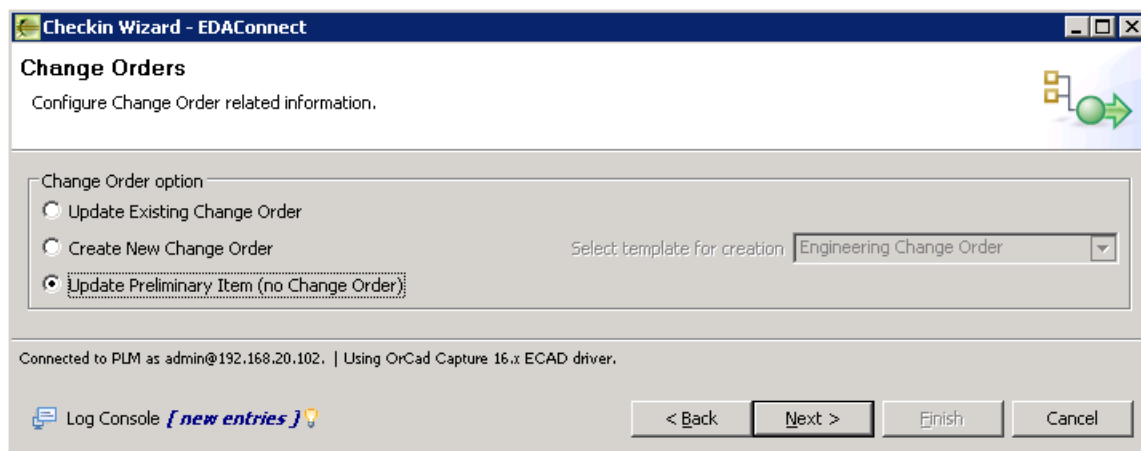 Checkin Wizard - EDAConnect
Change Orders
Configure Change Order related information.
Change Order option
Update Existing Change Order
Create New Change Order Select template for creation Engineering Change Order
Update Preliminary Item (no Change Order)
Connected to PLM as admin@192.168.20.102. | Using OrCad Capture 16.x ECAD driver.
Log Console [ new entries ] < Back Next > Finish Cancel